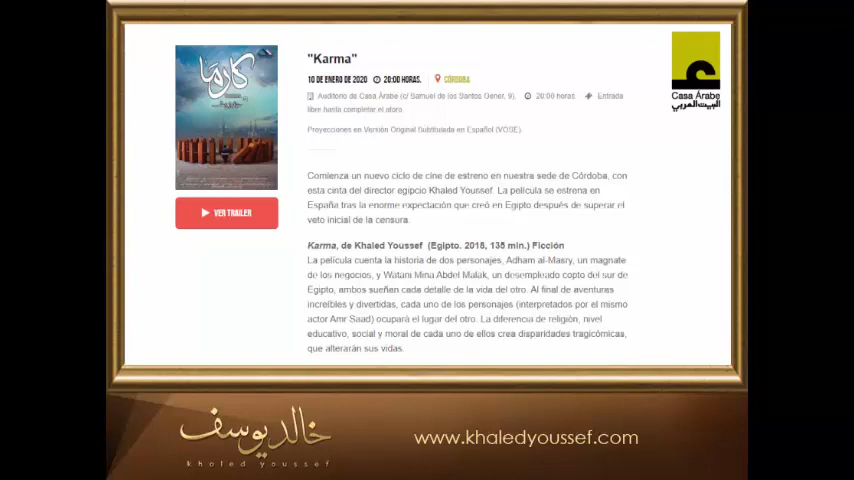 كارما
"Karma"
10 DE ENERO DE 2020 20:00 HORAS. CÓRDOBA
Auditorio de Casa Árabe (c/ Samuel de los Santos Gener, 9). 20:00 horas. Entrada
libre hasta completar el aforo.
Proyecciones en Versión Original Subtitulada en Español (VOSE).
Casa Árabe
البيت العربي
VER TRAILER
Comienza un nuevo ciclo de cine de estreno en nuestra sede de Córdoba, con
esta cinta del director egipcio Khaled Youssef. La película se estrena en
España tras la enorme expectación que creó en Egipto después de superar el
veto inicial de la censura.
Karma, de Khaled Youssef (Egipto. 2018, 135 min.) Ficción
La película cuenta la historia de dos personajes, Adham al-Masry, un magnate
de los negocios, y Watani Mina Abdel Malak, un desempleado copto del sur de
Egipto, ambos sueñan cada detalle de la vida del otro. Al final de aventuras
increíbles y divertidas, cada uno de los personajes (interpretados por el mismo
actor Amr Saad) ocupará el lugar del otro. La diferencia de religión, nivel
educativo, social y moral de cada uno de ellos crea disparidades tragicómicas,
que alterarán sus vidas.
خالد يوسف
khaled youssef
www.khaledyoussef.com